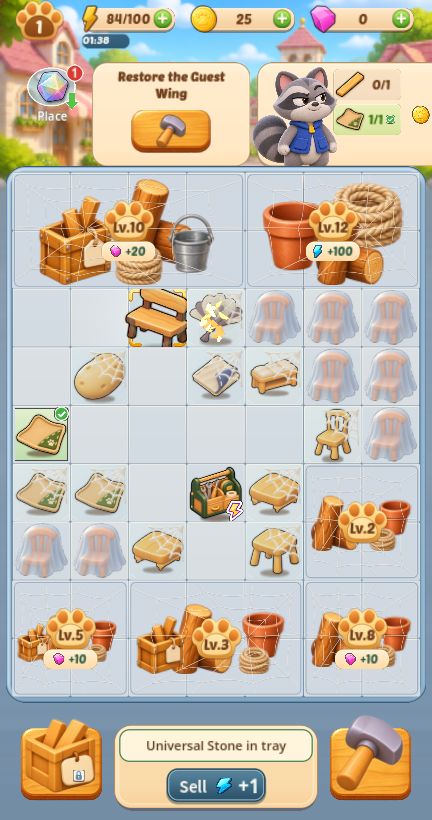 1
84/100
25
0
01:38
1
Place
Restore the Guest
Wing
0/1
1/1
Lv.10
+20
Lv.12
+100
Lv.2
Lv.5
+10
Lv.3
Lv.8
+10
Universal Stone in tray
Sell +1